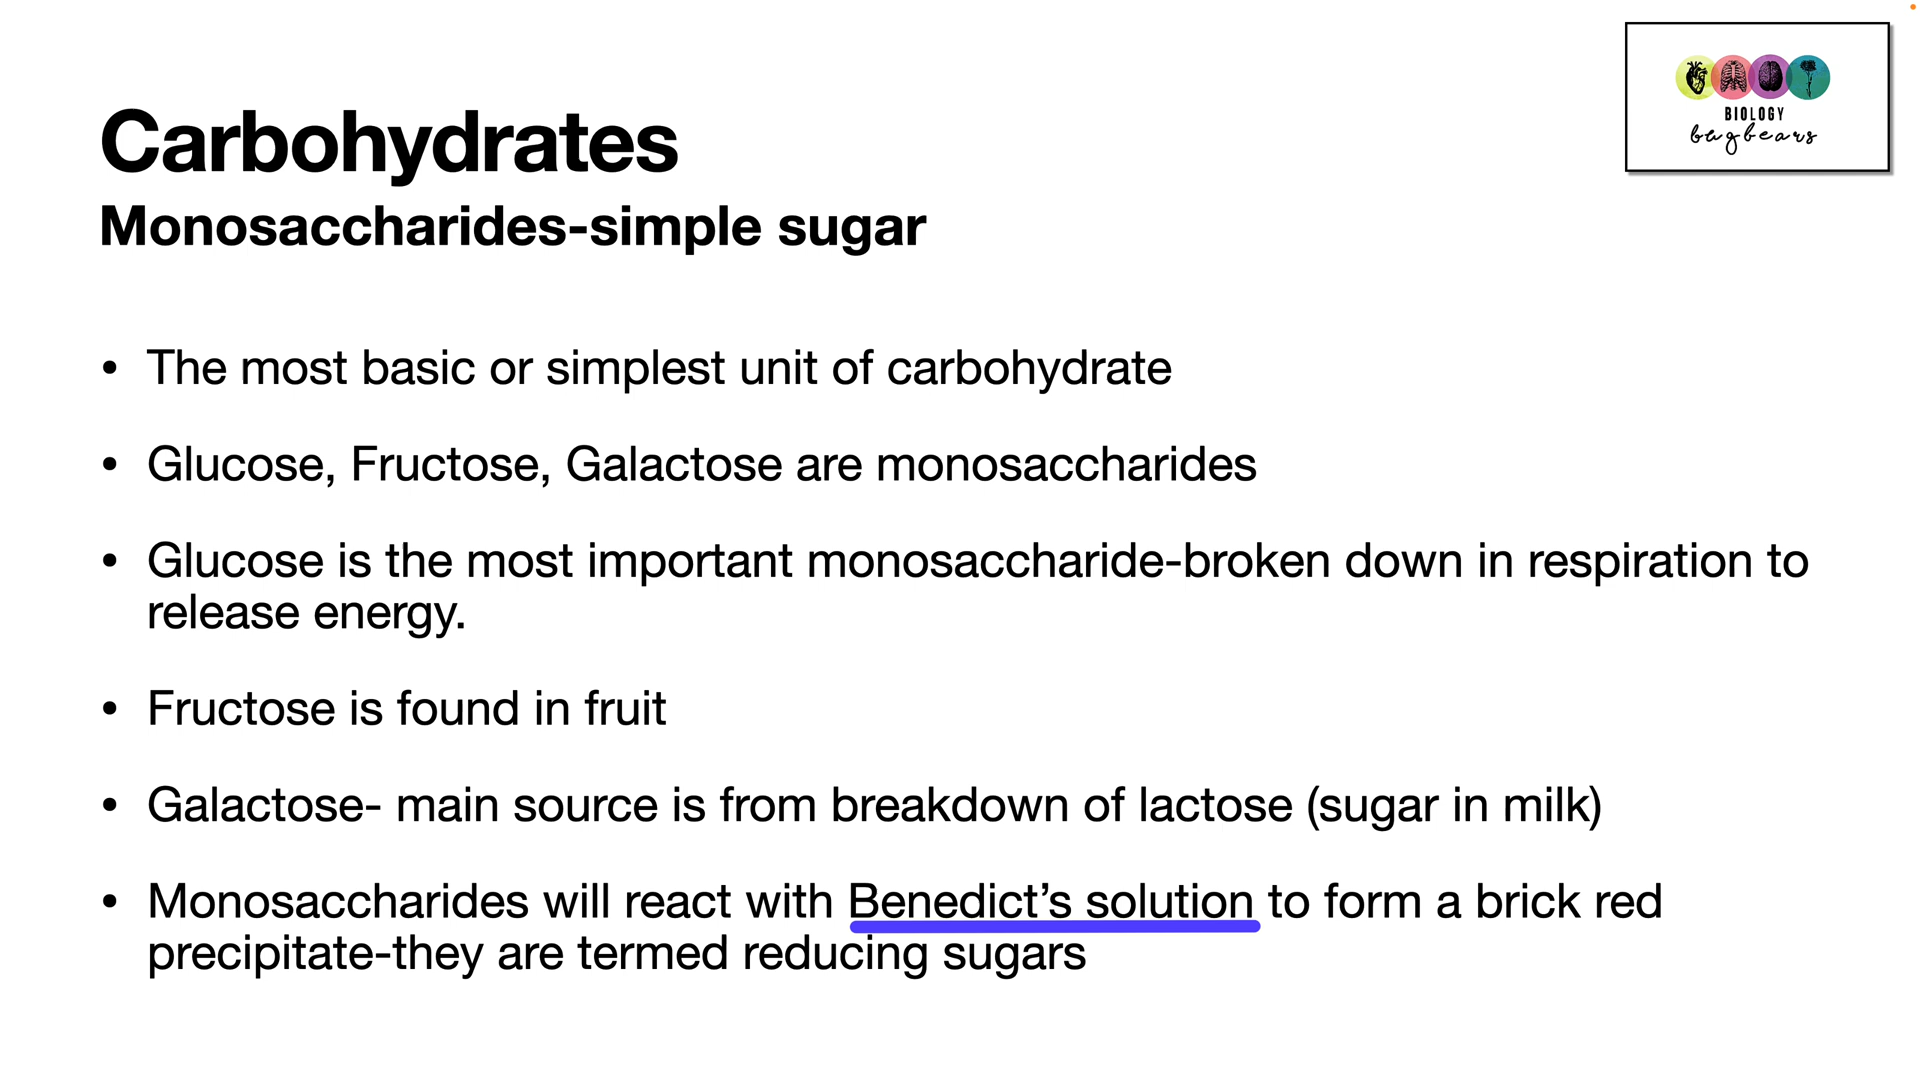 BIOLOGY
bugbears
Carbohydrates
Monosaccharides-simple sugar
• The most basic or simplest unit of carbohydrate
• Glucose, Fructose, Galactose are monosaccharides
• Glucose is the most important monosaccharide-broken down in respiration to
release energy.
• Fructose is found in fruit
• Galactose- main source is from breakdown of lactose (sugar in milk)
• Monosaccharides will react with Benedict’s solution to form a brick red
precipitate-they are termed reducing sugars